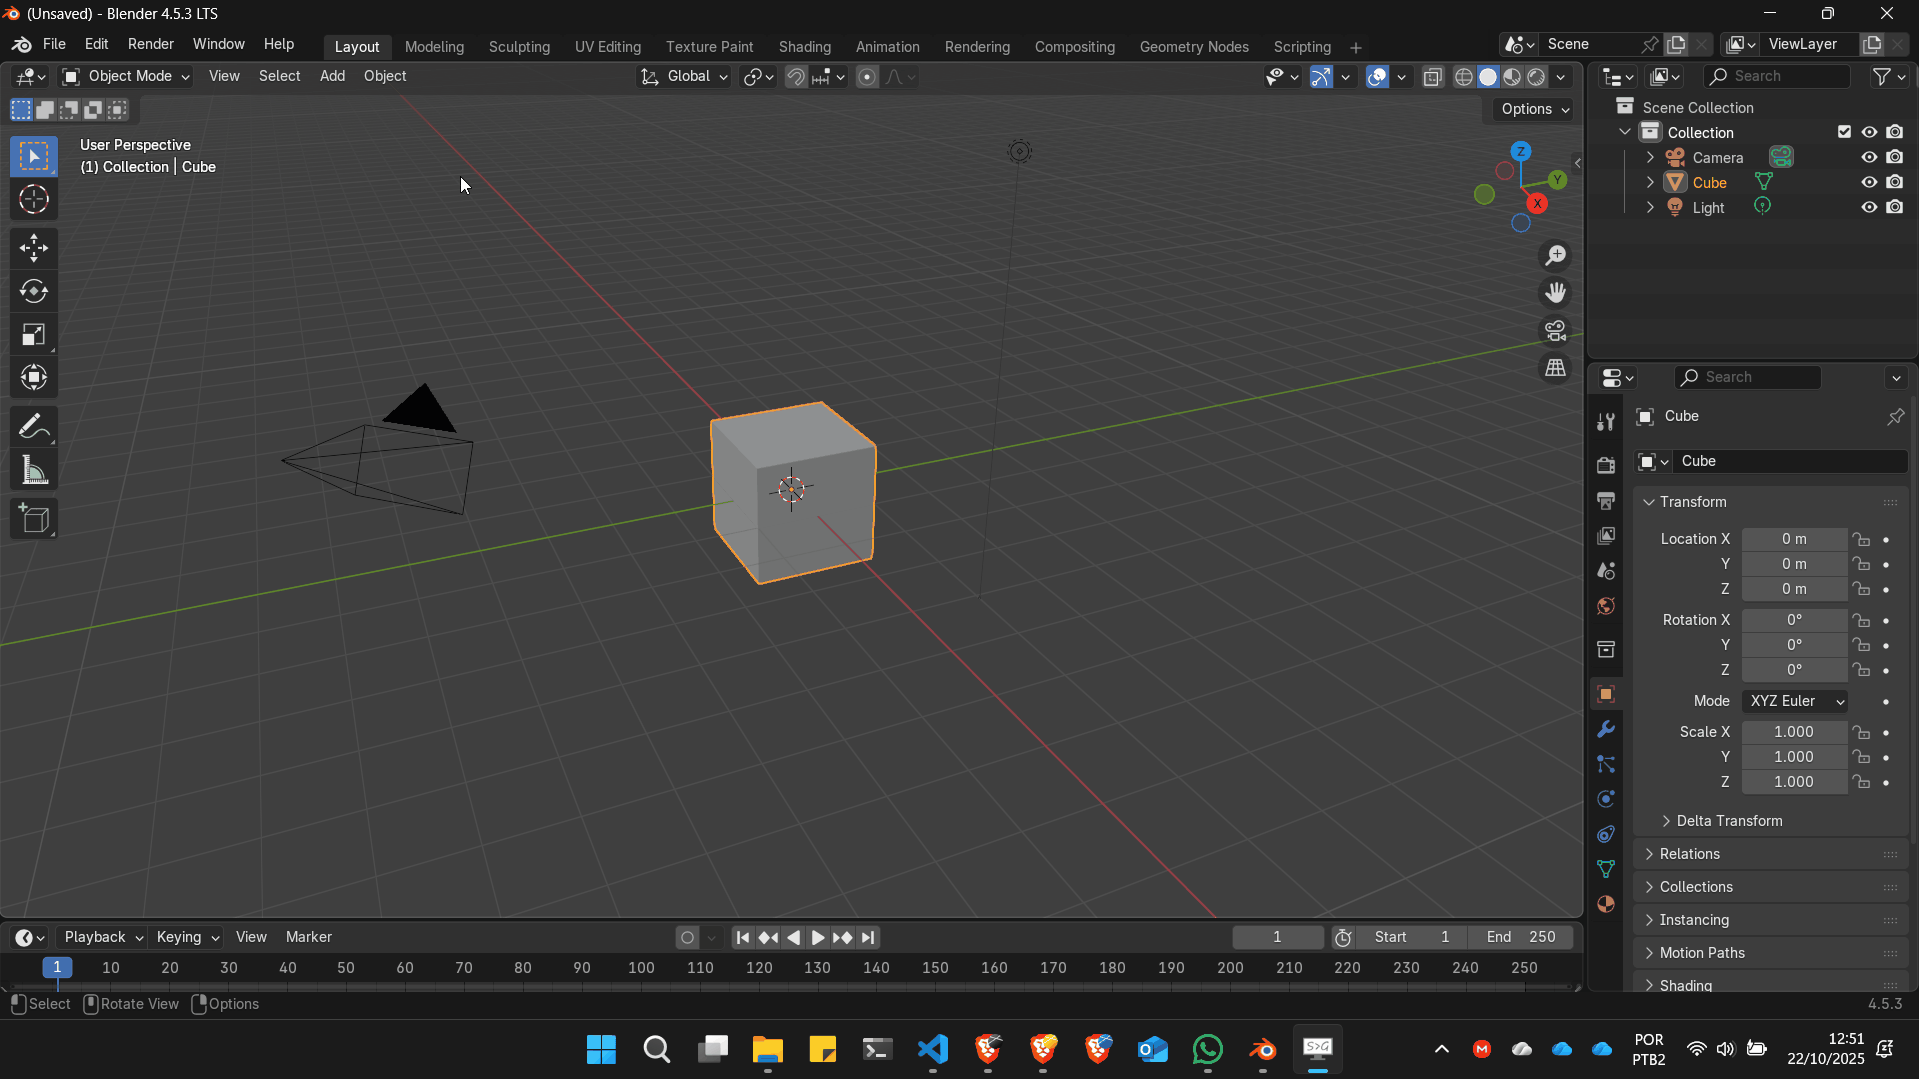 (Unsaved) - Blender 4.5.3 LTS
File Edit Render Window Help
Layout Modeling Sculpting UV Editing Texture Paint Shading Animation Rendering Compositing Geometry Nodes Scripting +
Scene
ViewLayer
Object Mode View Select Add Object
Global
Search
Options
User Perspective
(1) Collection | Cube
Z
Y
X
Scene Collection
Collection
Camera
Cube
Light
Search
Cube
Cube
Transform
Location X 0 m
Y 0 m
Z 0 m
Rotation X 0°
Y 0°
Z 0°
Mode XYZ Euler
Scale X 1.000
Y 1.000
Z 1.000
Delta Transform
Relations
Collections
Instancing
Motion Paths
Shading
Playback Keying View Marker
1 Start 1 End 250
1 10 20 30 40 50 60 70 80 90 100 110 120 130 140 150 160 170 180 190 200 210 220 230 240 250
Select Rotate View Options
4.5.3
S>G
M
POR
PTB2
12:51
22/10/2025